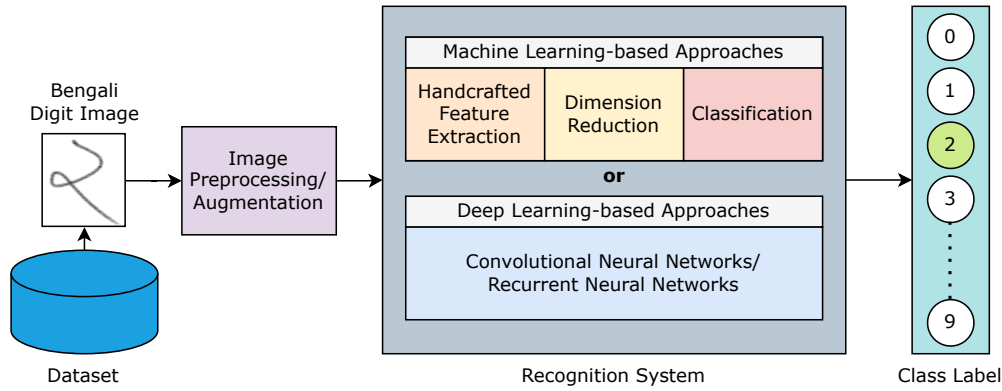 Bengali
Digit Image
২
Dataset
Image
Preprocessing/
Augmentation
Machine Learning-based Approaches
Handcrafted
Feature
Extraction
Dimension
Reduction
Classification
or
Deep Learning-based Approaches
Convolutional Neural Networks/
Recurrent Neural Networks
Recognition System
0
1
2
3
9
Class Label